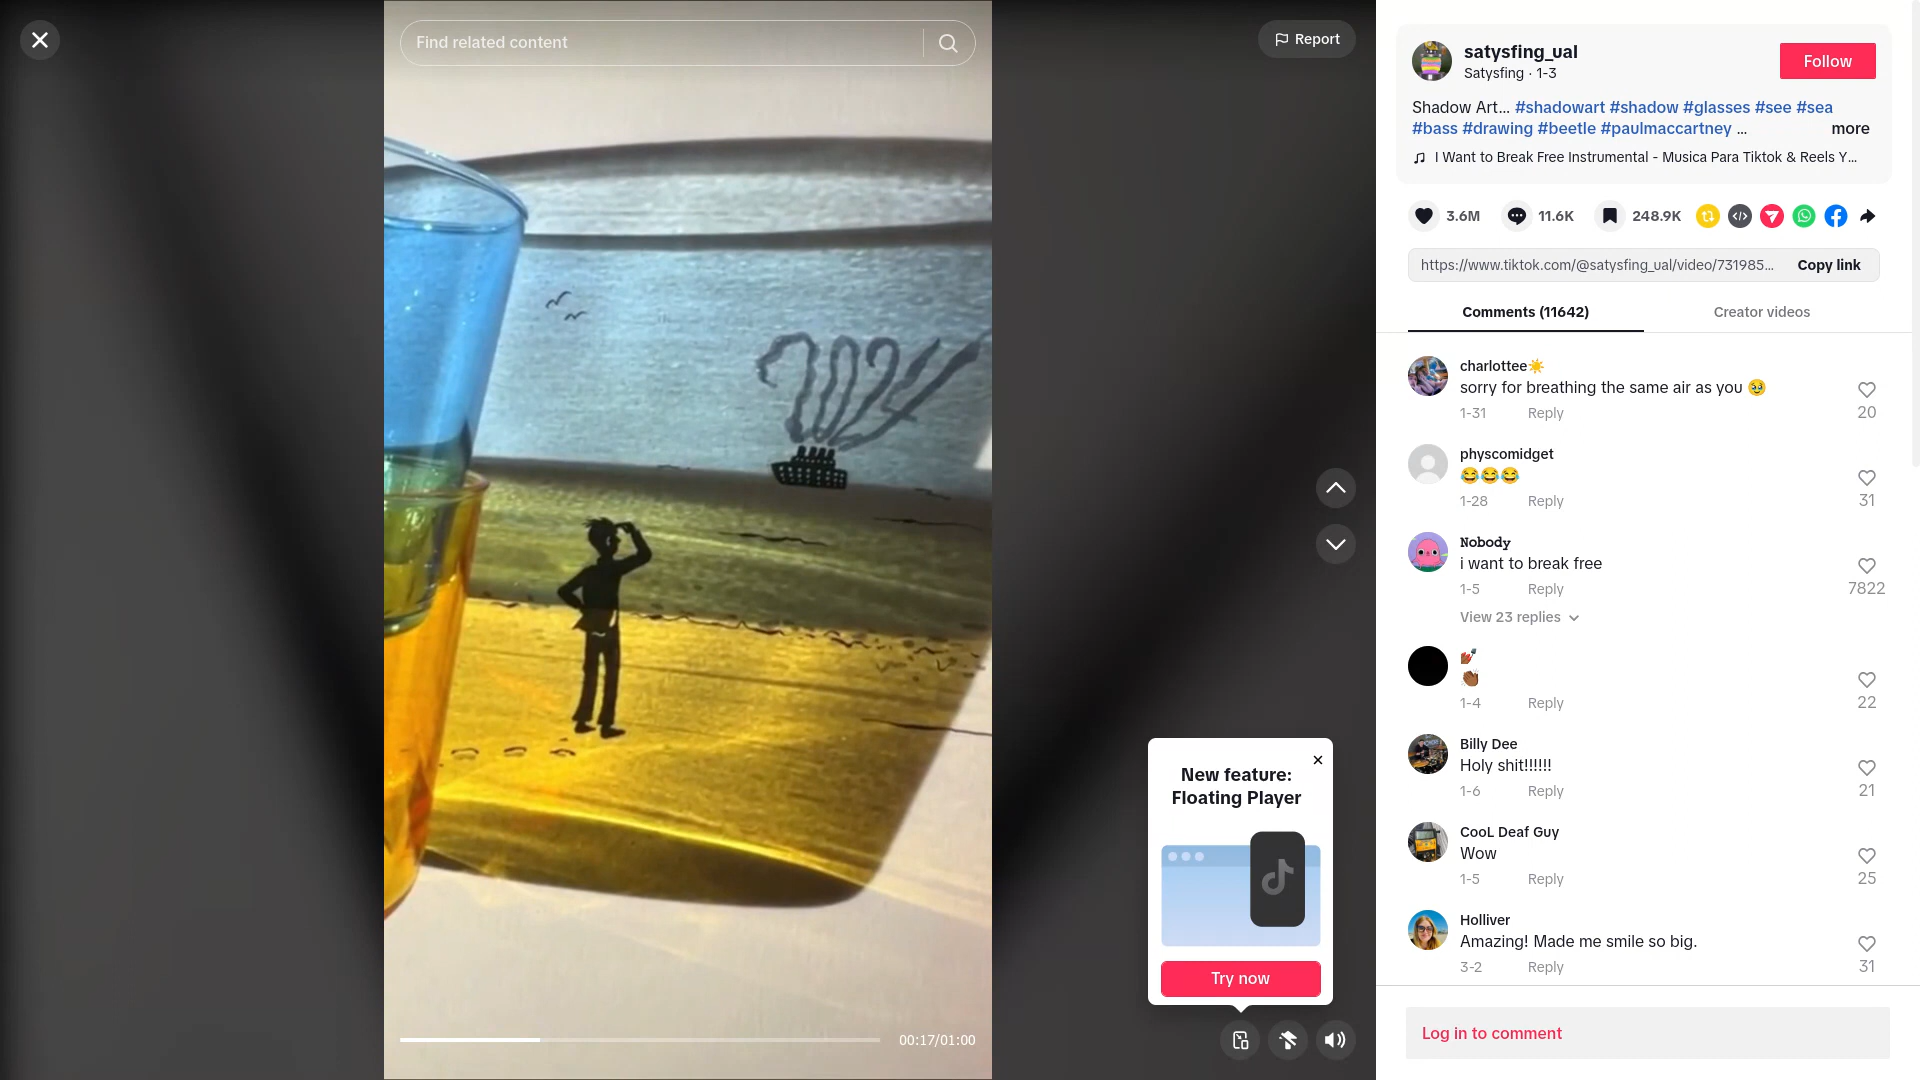 Find related content
Report
2024
New feature:
Floating Player
Try now
00:17/01:00
satysfing_ual
Satysfing · 1-3
Follow
Shadow Art... #shadowart #shadow #glasses #see #sea
#bass #drawing #beetle #paulmaccartney ...
more
I Want to Break Free Instrumental - Musica Para Tiktok & Reels Y...
3.6M
11.6K
248.9K
https://www.tiktok.com/@satysfing_ual/video/731985...
Copy link
Comments (11642)
Creator videos
charlottee☀️
sorry for breathing the same air as you 🥹
1-31 Reply
20
physcomidget
😂😂😂
1-28 Reply
31
Nobody
i want to break free
1-5 Reply
7822
View 23 replies
💅🏾
👏🏾
1-4 Reply
22
Billy Dee
Holy shit!!!!!!
1-6 Reply
21
CooL Deaf Guy
Wow
1-5 Reply
25
Holliver
Amazing! Made me smile so big.
3-2 Reply
31
Log in to comment